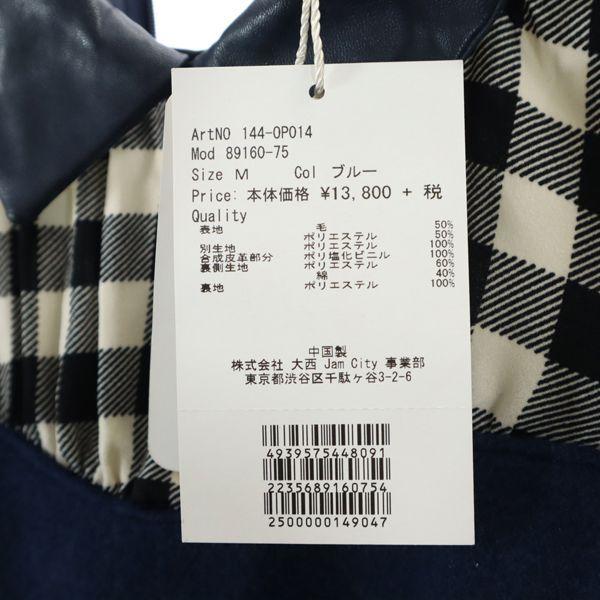 ArtNO 144-OP014
Mod 89160-75
Size M Col ブルー
Price: 本体価格 ¥13,800 + 税
Quality
表地 毛 50%
ポリエステル 50%
別生地 ポリエステル 100%
合成皮革部分 ポリ塩化ビニル 100%
裏側生地 ポリエステル 60%
綿 40%
裏地 ポリエステル 100%
中国製
株式会社 大西 Jam City 事業部
東京都渋谷区千駄ヶ谷3-2-6
4939575448091
2235689160754
2500000149047